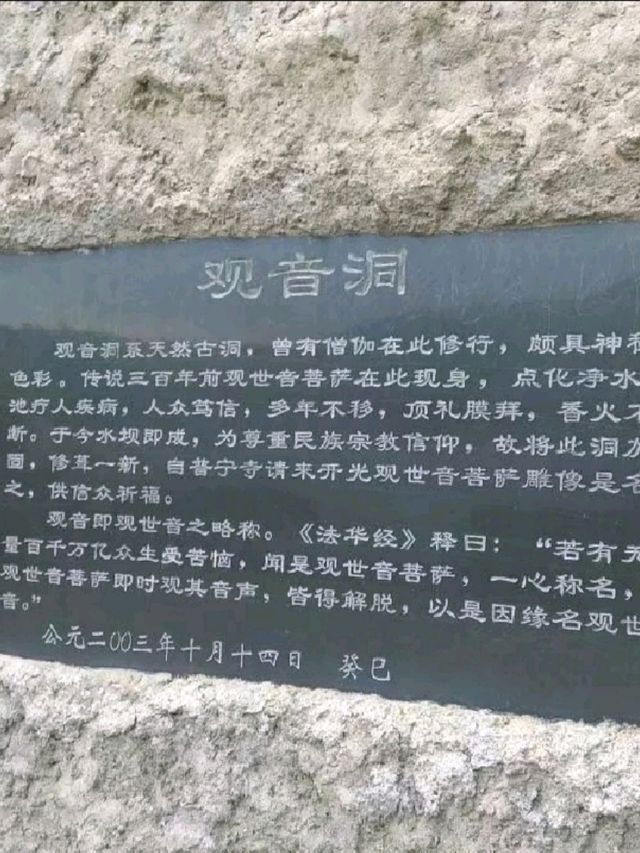 观音洞
观音洞系天然古洞，曾有僧伽在此修行，颇具神秘
色彩。传说三百年前观世音菩萨在此现身，点化净水
池疗人疾病，人众笃信，多年不移，顶礼膜拜，香火不
断。于今水坝即成，为尊重民族宗教信仰，故将此洞加
固，修葺一新，自普宁寺请来开光观世音菩萨雕像是名
之，供信众祈福。
观音即观世音之略称。《法华经》释曰：“若有无
量百千万亿众生爱苦恼，闻是观世音菩萨，一心称名，
观世音菩萨即时观其音声，皆得解脱，以是因缘名观世
音。”
公元二〇〇三年十月十四日 癸巳